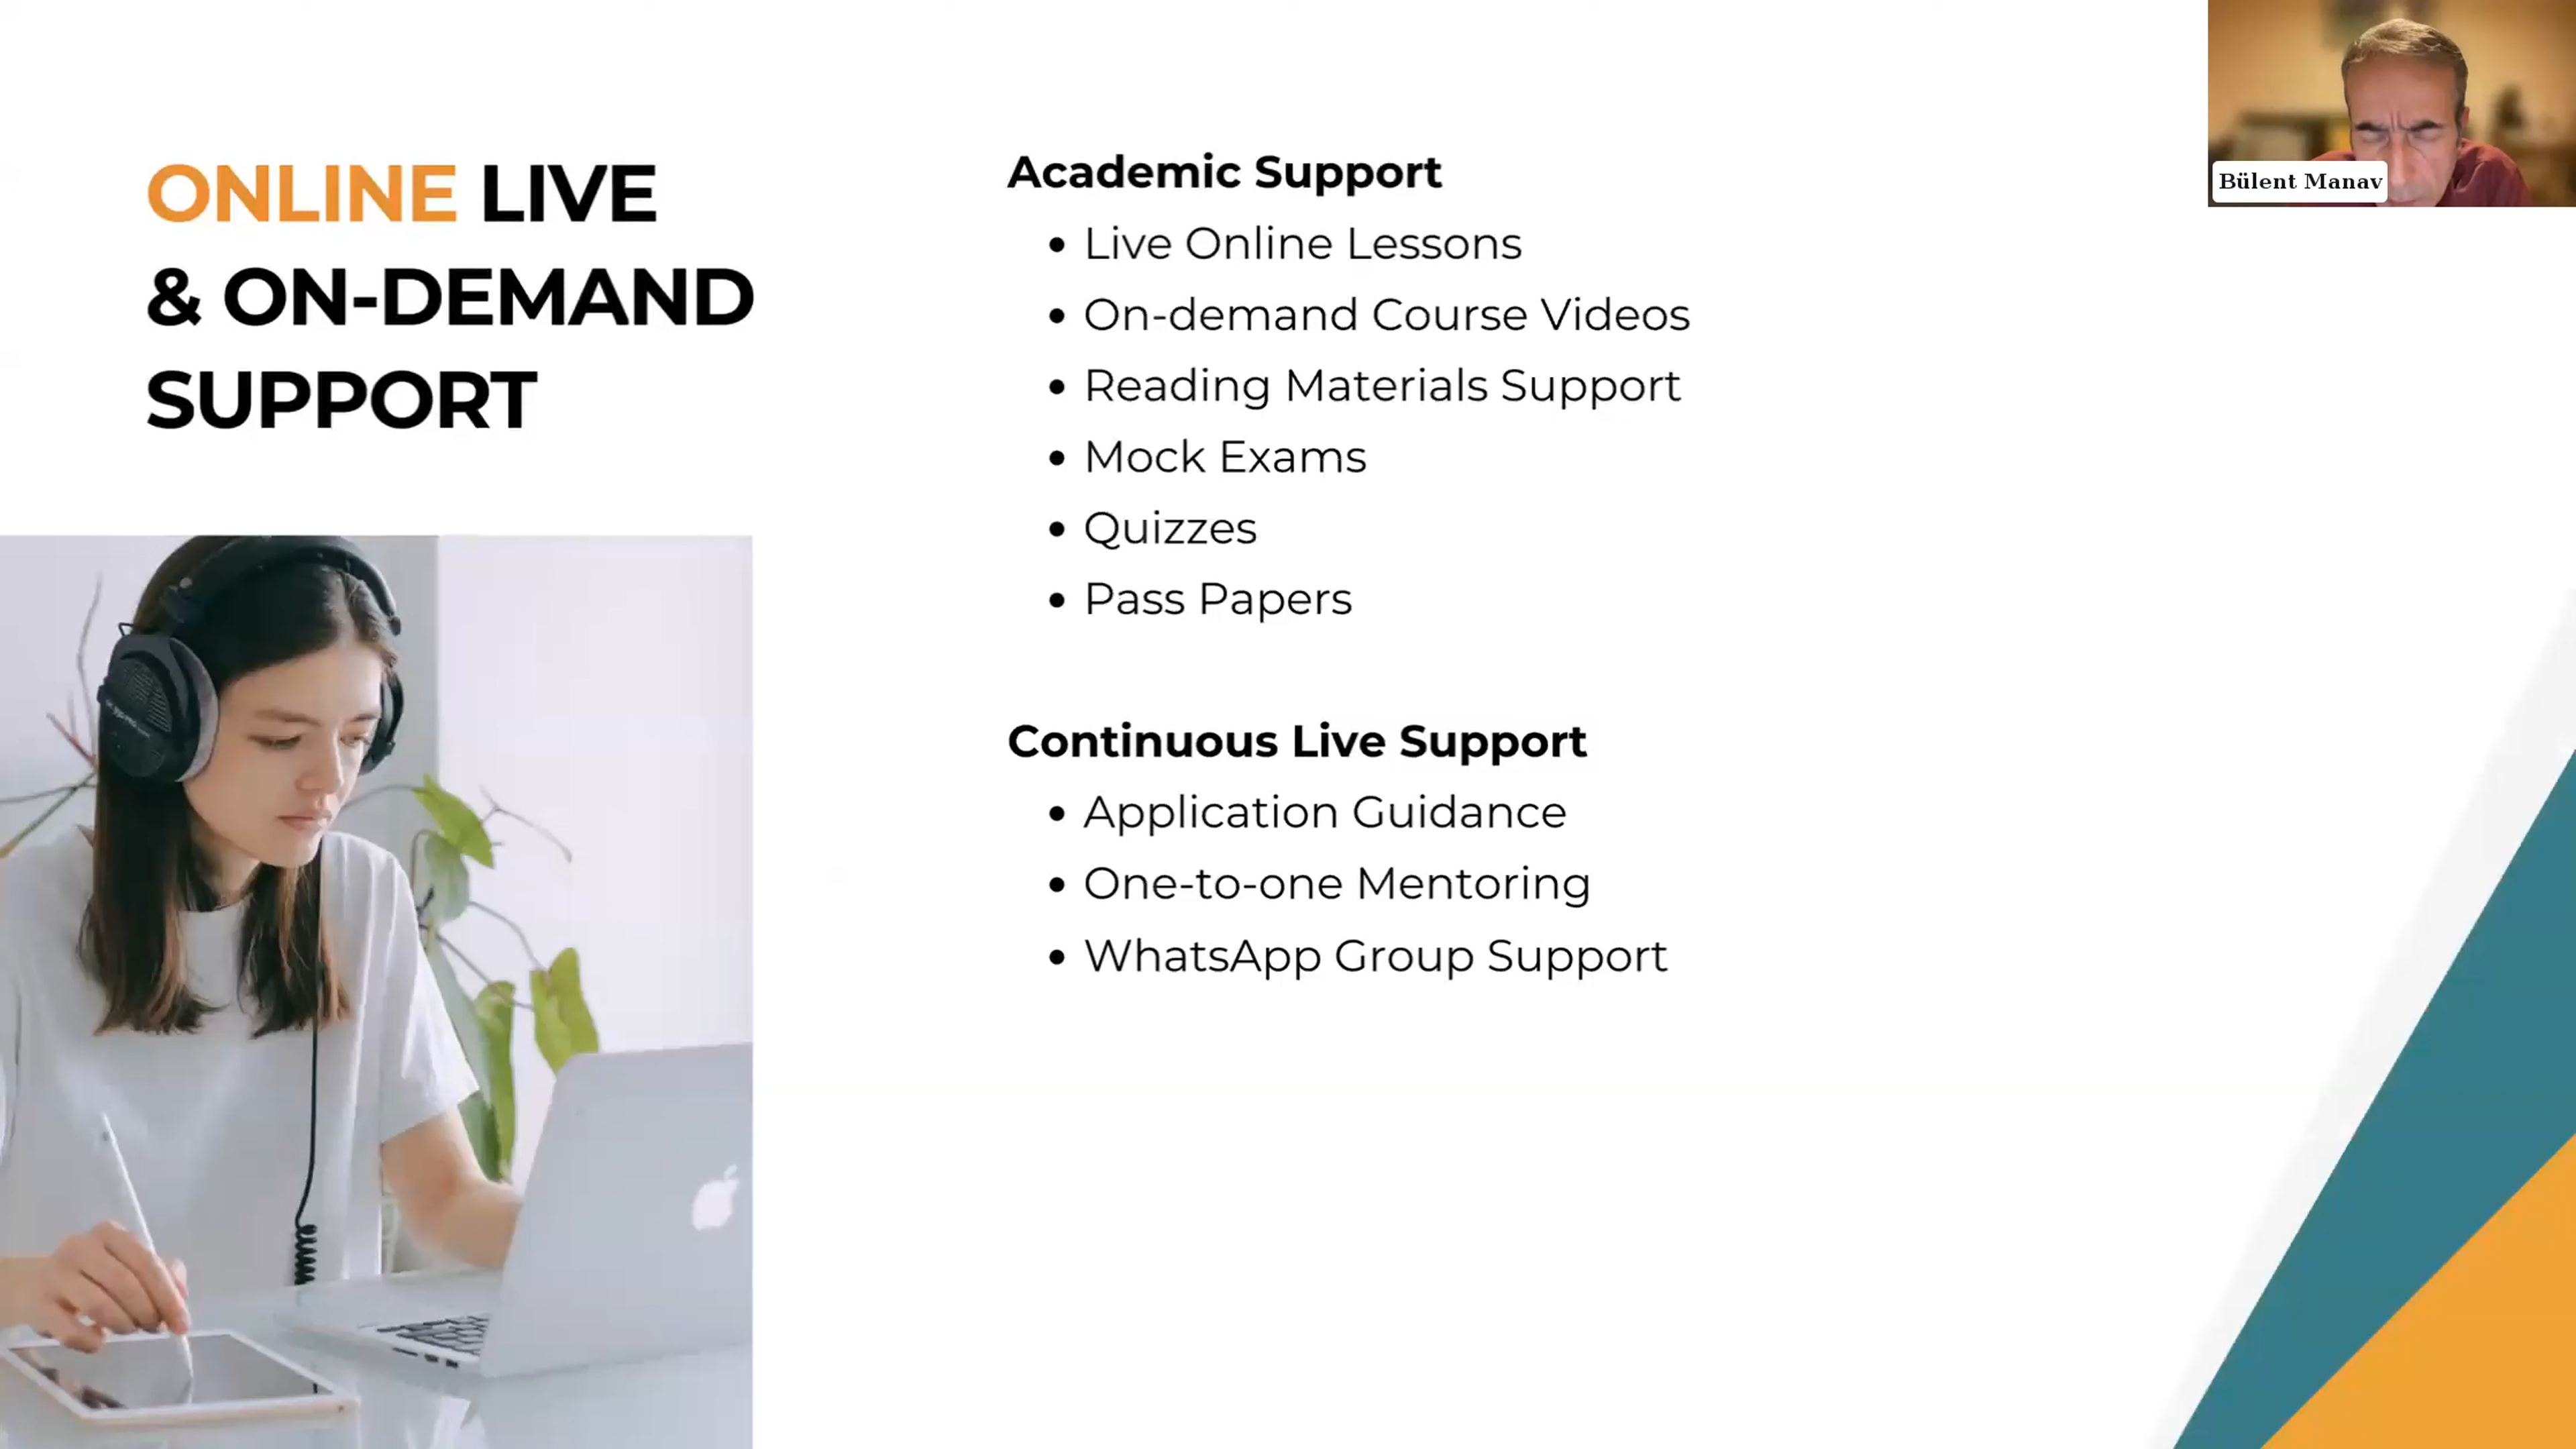 ONLINE LIVE
& ON-DEMAND
SUPPORT
Academic Support
• Live Online Lessons
• On-demand Course Videos
• Reading Materials Support
• Mock Exams
• Quizzes
• Pass Papers
Continuous Live Support
• Application Guidance
• One-to-one Mentoring
• WhatsApp Group Support
Bülent Manav